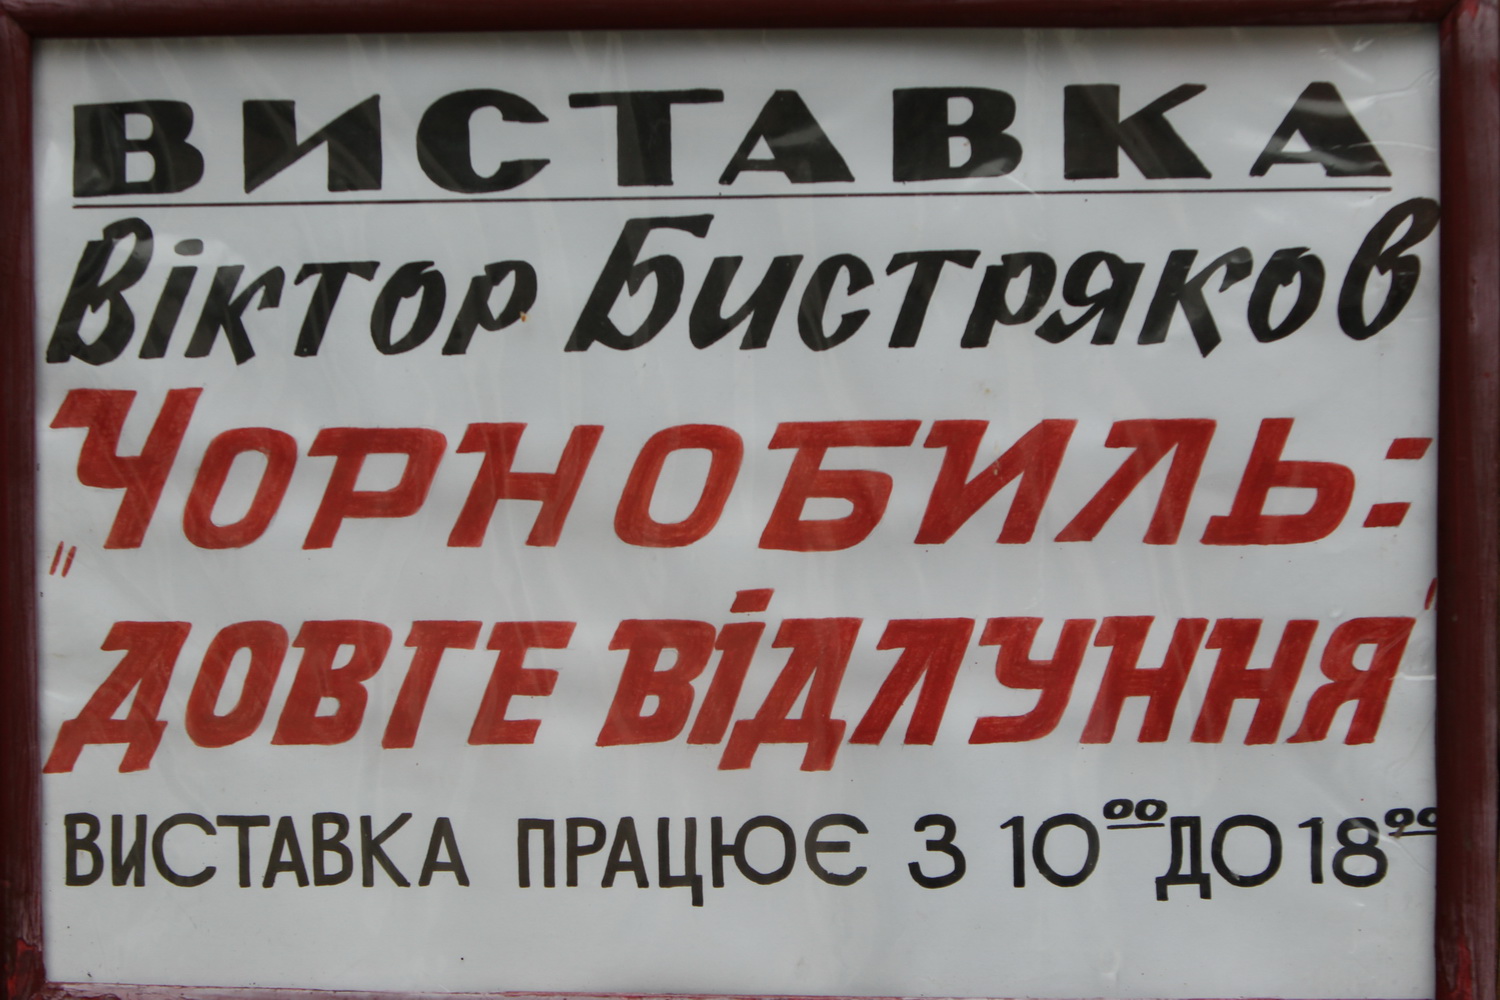 ВИСТАВКА
Віктор Бистряков
„ЧОРНОБИЛЬ:
ДОВГЕ ВІДЛУННЯ"
ВИСТАВКА ПРАЦЮЄ З 10⁰⁰ ДО 18⁰⁰